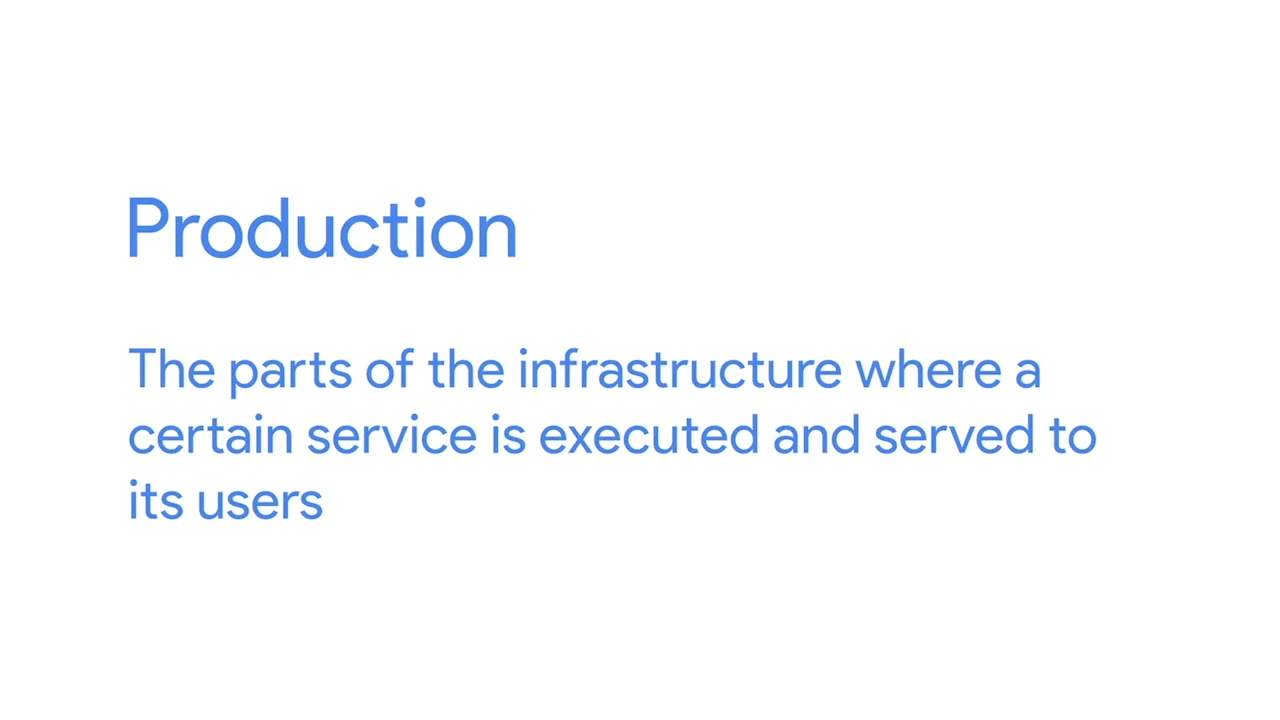 Production
The parts of the infrastructure where a
certain service is executed and served to
its users